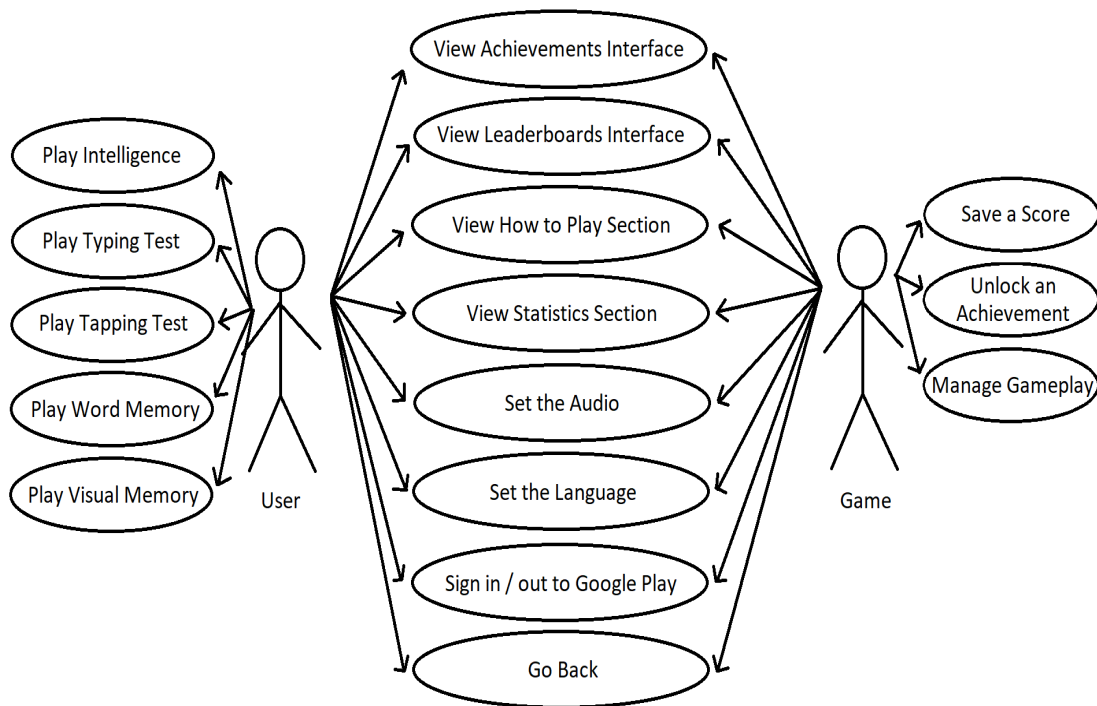 View Achievements Interface
View Leaderboards Interface
View How to Play Section
View Statistics Section
Set the Audio
Set the Language
Sign in / out to Google Play
Go Back
Play Intelligence
Play Typing Test
Play Tapping Test
Play Word Memory
Play Visual Memory
User
Save a Score
Unlock an
Achievement
Manage Gameplay
Game